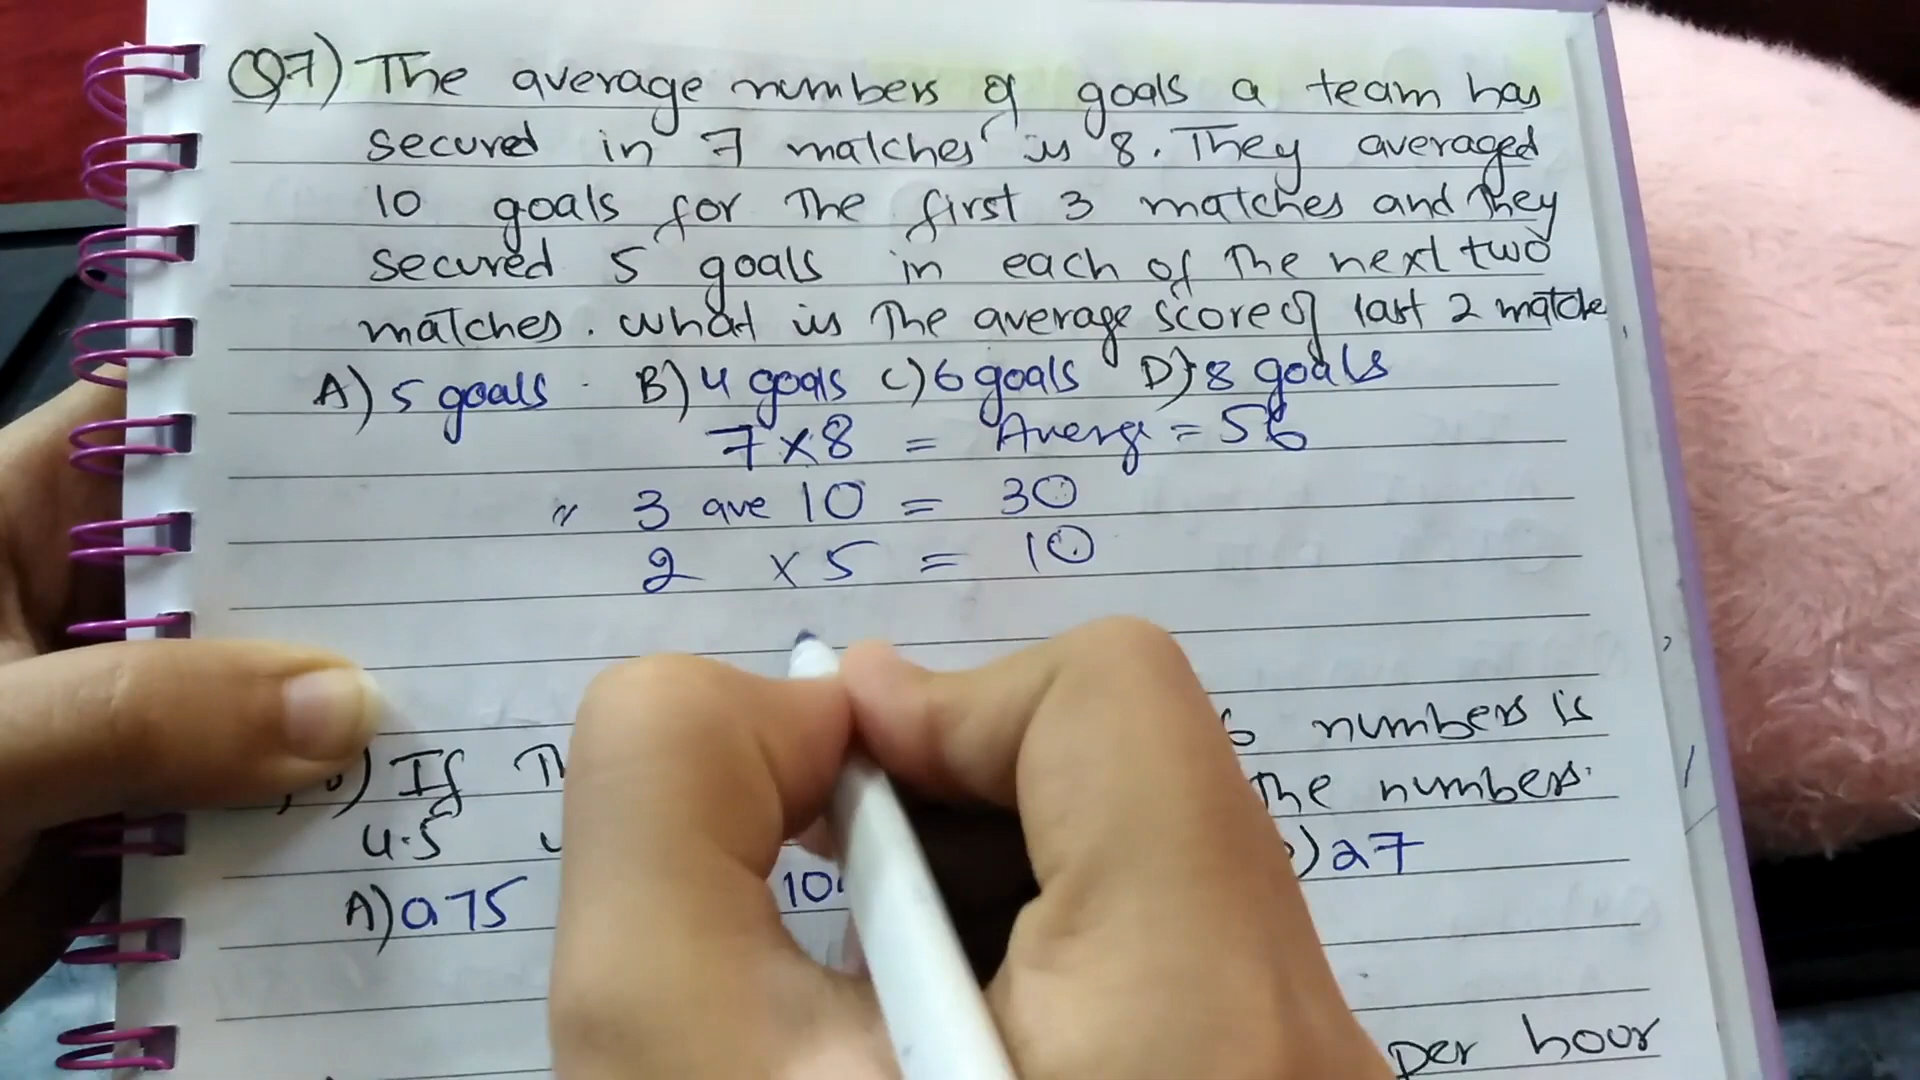 Q7) The average numbers of goals a team has
secured in 7 matches is 8. They averaged
10 goals for the first 3 matches and they
secured 5 goals in each of the next two
matches. what is the average score of last 2 matche
A) 5 goals B) 4 goals C) 6 goals D) 8 goals
7 x 8 = Averge = 56
" 3 ave 10 = 30
2 x 5 = 10
6 numbers is
) If Th the numbers.
4.5
A) 275 10 ) 27
per hour